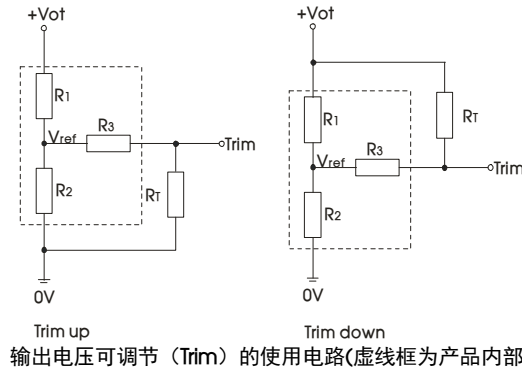 +Vot
R1
Vref
R3
Trim
R2
RT
0V
Trim up
+Vot
R1
RT
Vref
R3
Trim
R2
0V
Trim down
输出电压可调节（Trim）的使用电路(虚线框为产品内部